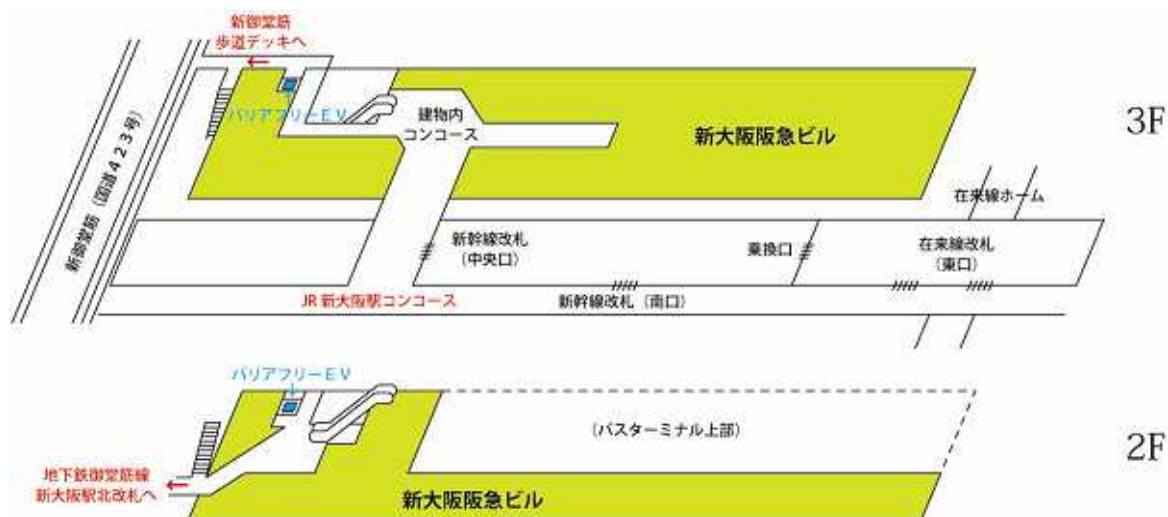 新御堂筋
歩道デッキへ
バリアフリーEV
建物内
コンコース
新大阪阪急ビル
3F
新御堂筋(国道423号)
在来線ホーム
新幹線改札
(中央口)
乗換口
在来線改札
(東口)
JR新大阪駅コンコース
新幹線改札(南口)
バリアフリーEV
(バスターミナル上部)
2F
地下鉄御堂筋線
新大阪駅北改札へ
新大阪阪急ビル